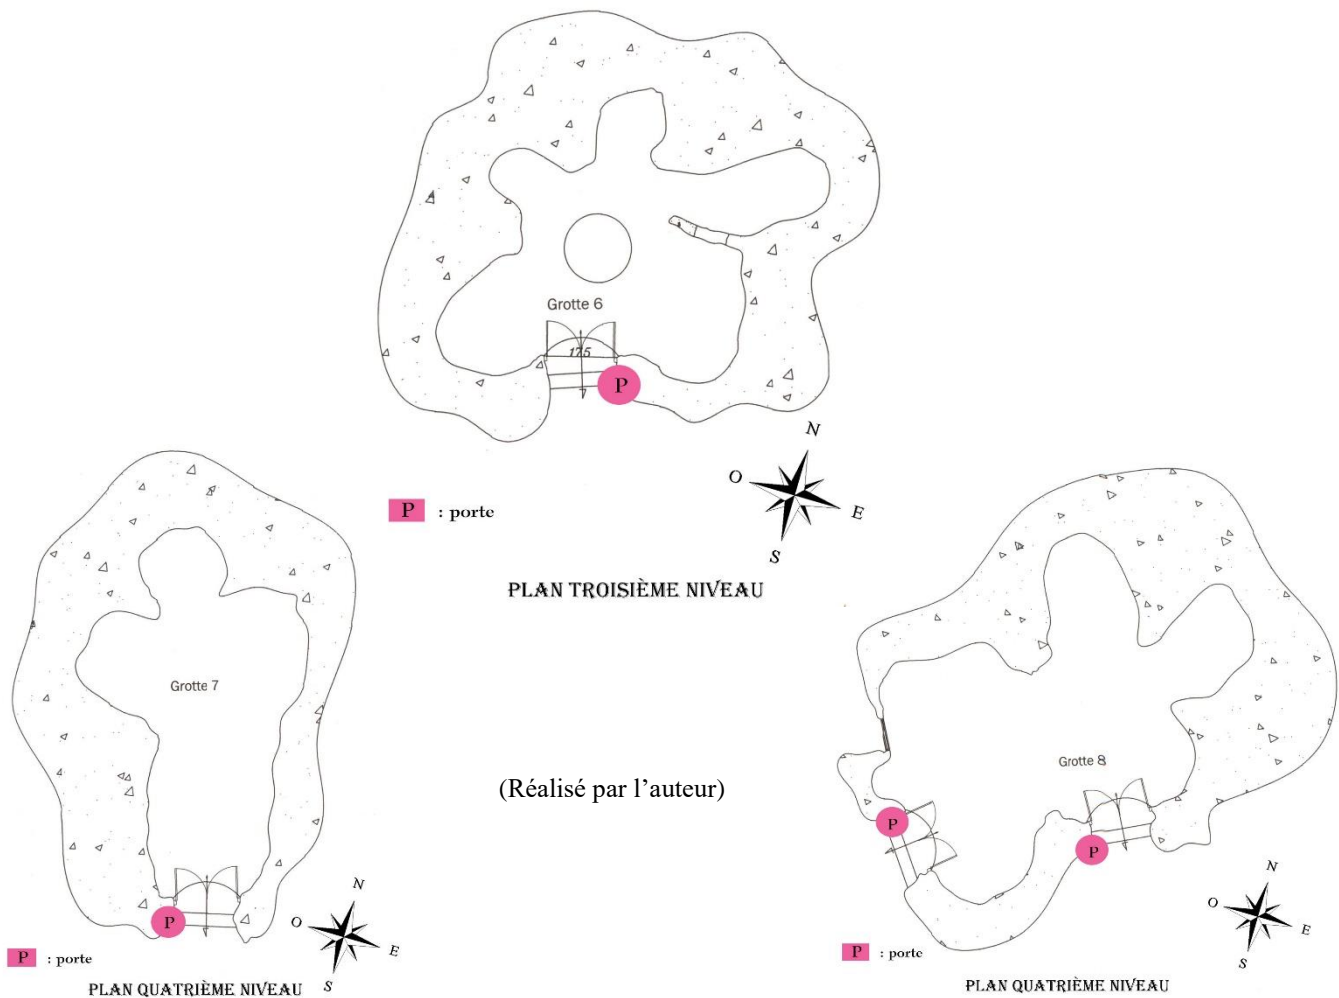 Grotte 6
175
P
N
O
E
S
P : porte
PLAN TROISIÈME NIVEAU
Grotte 7
P
N
O
E
S
P : porte
PLAN QUATRIÈME NIVEAU
(Réalisé par l’auteur)
Grotte 8
P
P
N
O
E
S
P : porte
PLAN QUATRIÈME NIVEAU